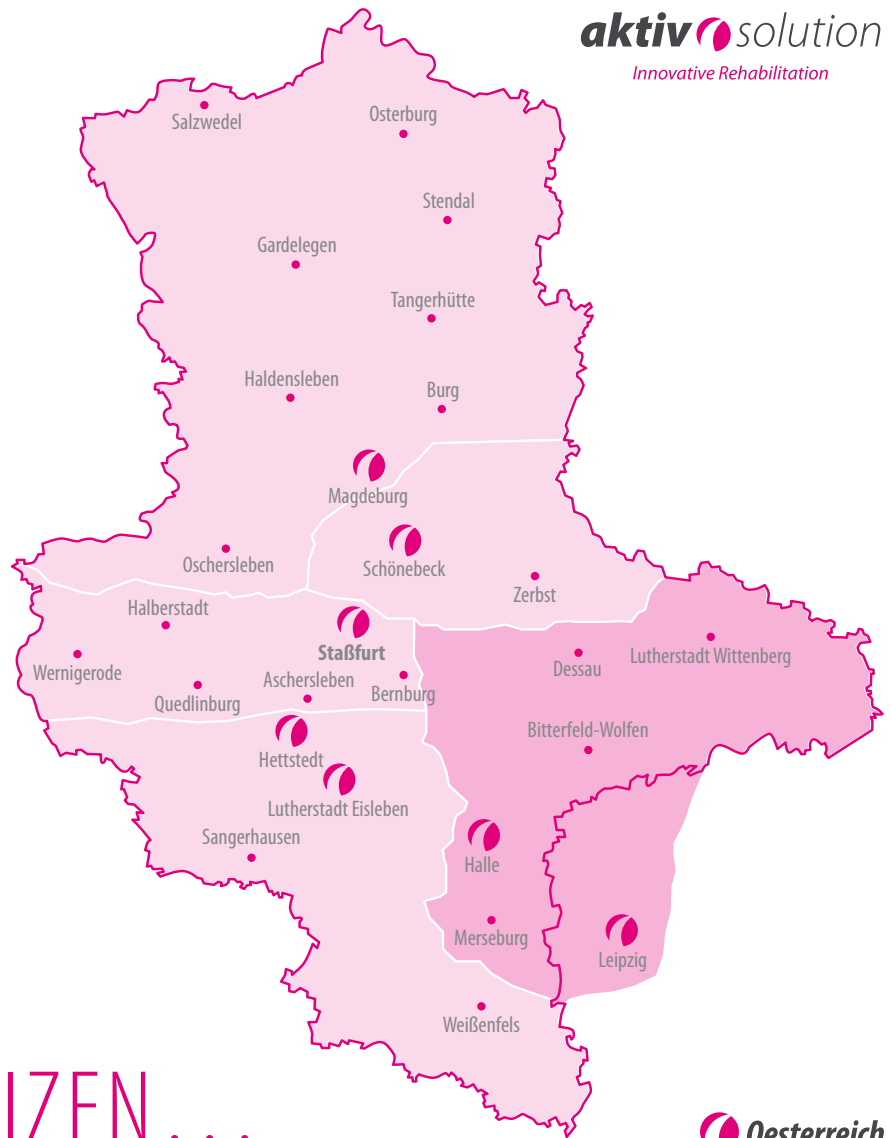 aktiv solution
Innovative Rehabilitation
Salzwedel
Osterburg
Stendal
Gardelegen
Tangerhütte
Haldensleben
Burg
Magdeburg
Oschersleben
Schönebeck
Zerbst
Halberstadt
Staßfurt
Wernigerode
Dessau
Lutherstadt Wittenberg
Quedlinburg
Aschersleben
Bernburg
Bitterfeld-Wolfen
Hettstedt
Lutherstadt Eisleben
Sangerhausen
Halle
Merseburg
Leipzig
Weißenfels
Oesterreich